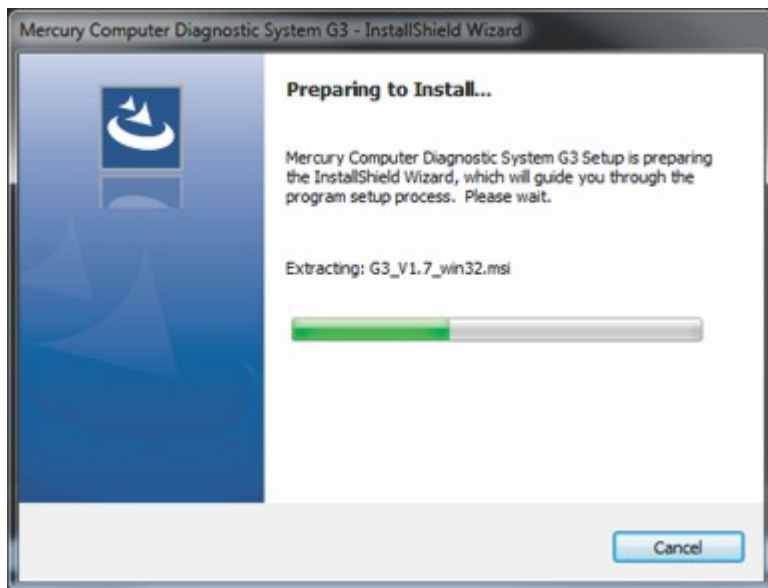 Mercury Computer Diagnostic System G3 - InstallShield Wizard
Preparing to Install...
Mercury Computer Diagnostic System G3 Setup is preparing
the InstallShield Wizard, which will guide you through the
program setup process. Please wait.
Extracting: G3_V1.7_win32.msi
Cancel